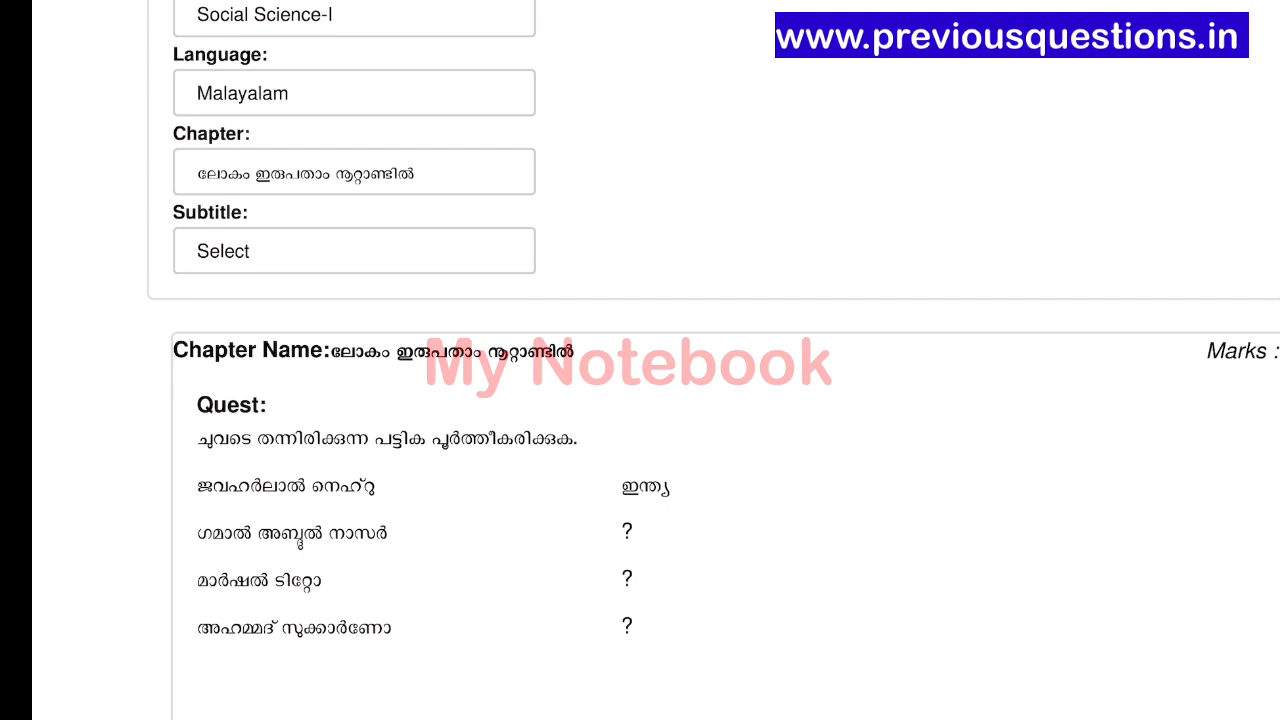 Social Science-I
www.previousquestions.in
Language:
Malayalam
Chapter:
ലോകം ഇരുപതാം നൂറ്റാണ്ടിൽ
Subtitle:
Select
Chapter Name:ലോകം ഇരുപതാം നൂറ്റാണ്ടിൽ
Marks :
My Notebook
Quest:
ചുവടെ തന്നിരിക്കുന്ന പട്ടിക പൂർത്തീകരിക്കുക.
ജവഹർലാൽ നെഹ്റു ഇന്ത്യ
ഗമാൽ അബ്ദുൽ നാസർ ?
മാർഷൽ ടിറ്റോ ?
അഹമ്മദ് സുക്കാർണോ ?